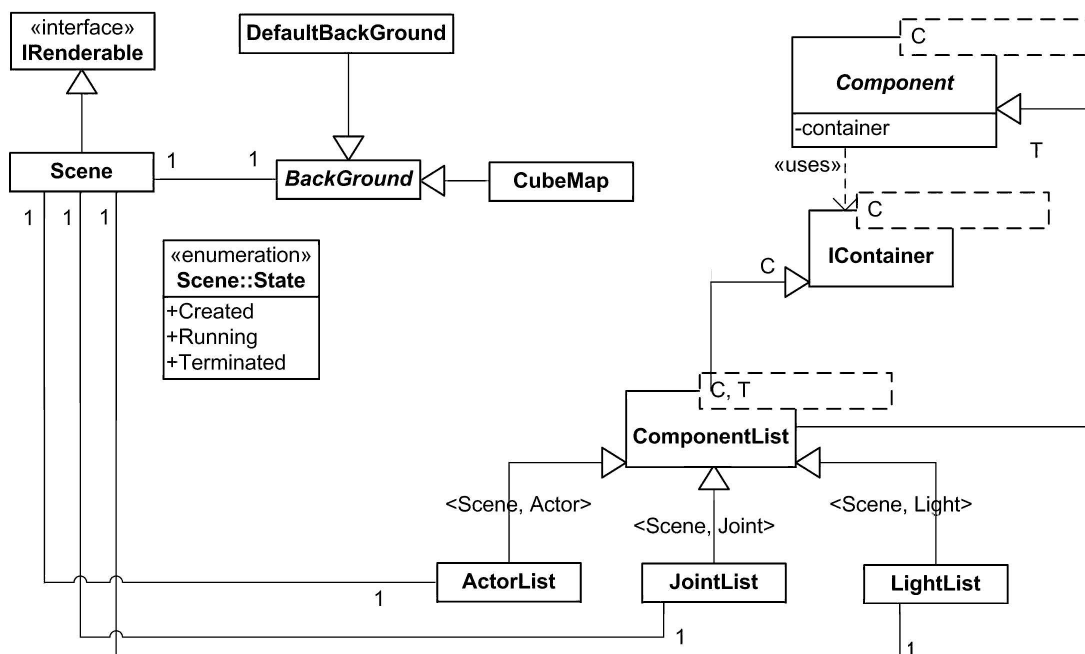 «interface»
IRenderable
DefaultBackGround
C
Component
-container
T
«uses»
Scene
1
1
BackGround
CubeMap
1
1
1
C
IContainer
«enumeration»
Scene::State
+Created
+Running
+Terminated
C
C, T
ComponentList
<Scene, Actor>
<Scene, Joint>
<Scene, Light>
ActorList
JointList
LightList
1
1
1